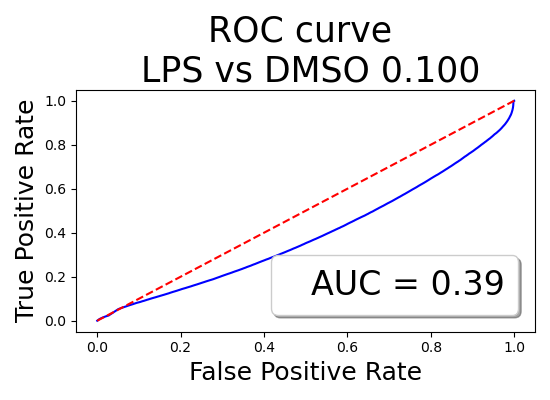 ROC curve
LPS vs DMSO 0.100
True Positive Rate
1.0
0.8
0.6
0.4
0.2
0.0
AUC = 0.39
0.0 0.2 0.4 0.6 0.8 1.0
False Positive Rate